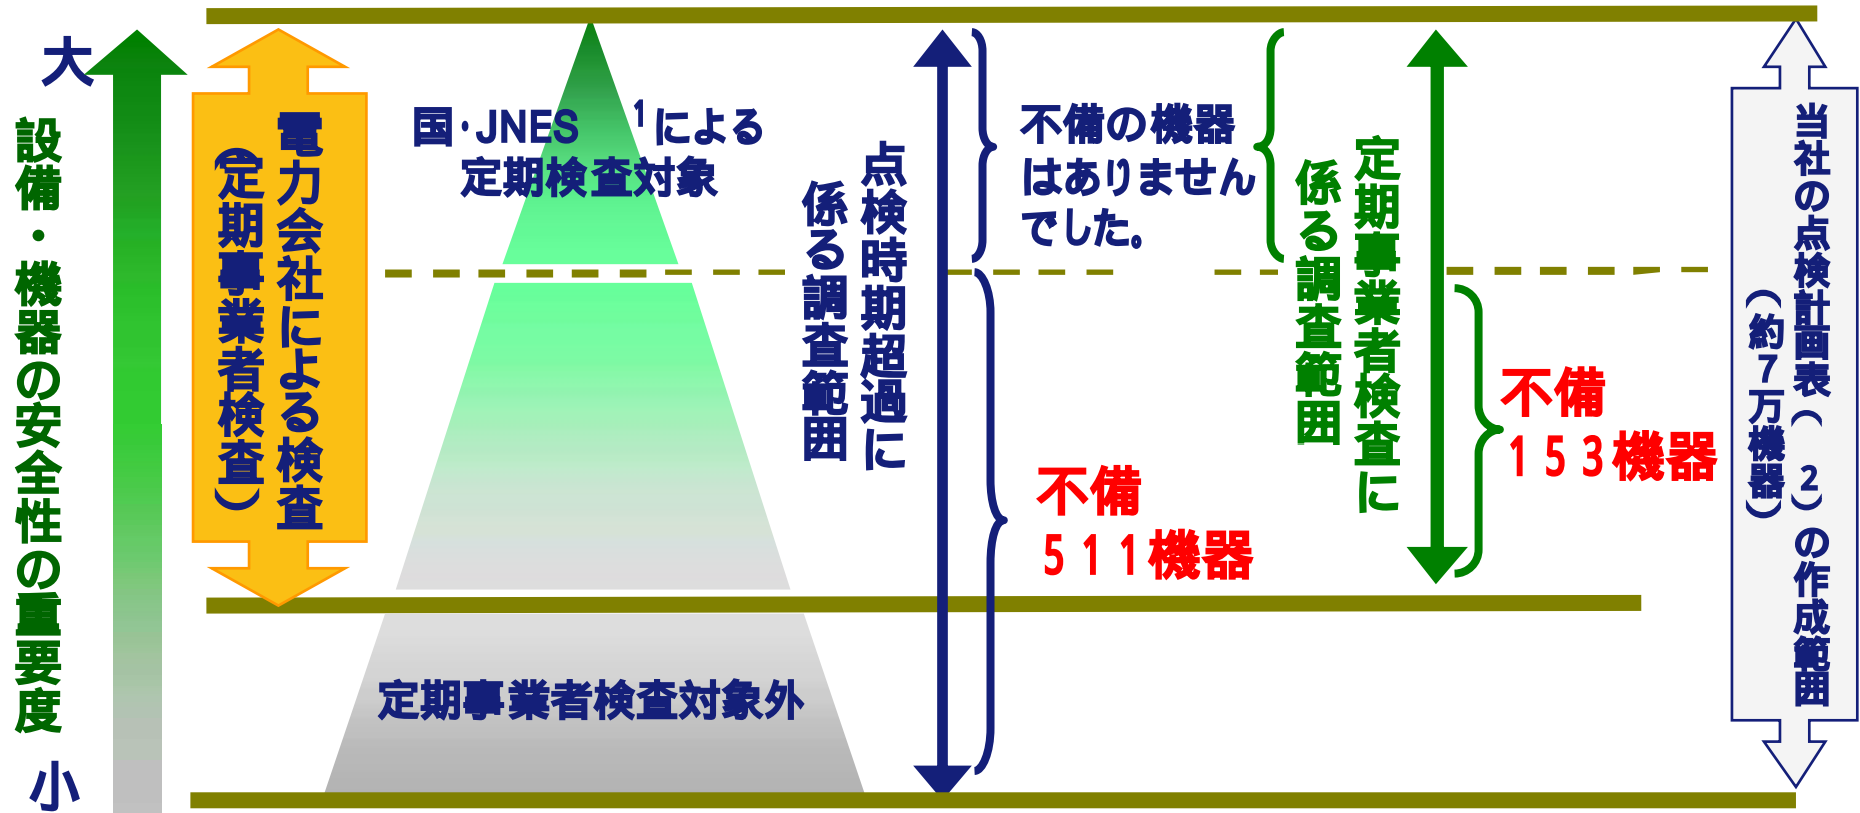 大
設備・機器の安全性の重要度
小
電力会社による検査
(定期事業者検査)
国・JNES 1による
定期検査対象
定期事業者検査対象外
点検時期超過に
係る調査範囲
不備の機器
はありません
でした。
不備
511機器
定期事業者検査に
係る調査範囲
不備
153機器
当社の点検計画表( 2)の作成範囲
(約7万機器)